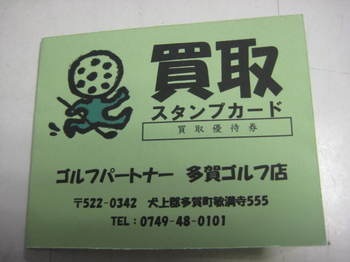 買取
スタンプカード
買取優待券
ゴルフパートナー 多賀ゴルフ店
〒522-0342 犬上郡多賀町敏満寺555
TEL:0749-48-0101